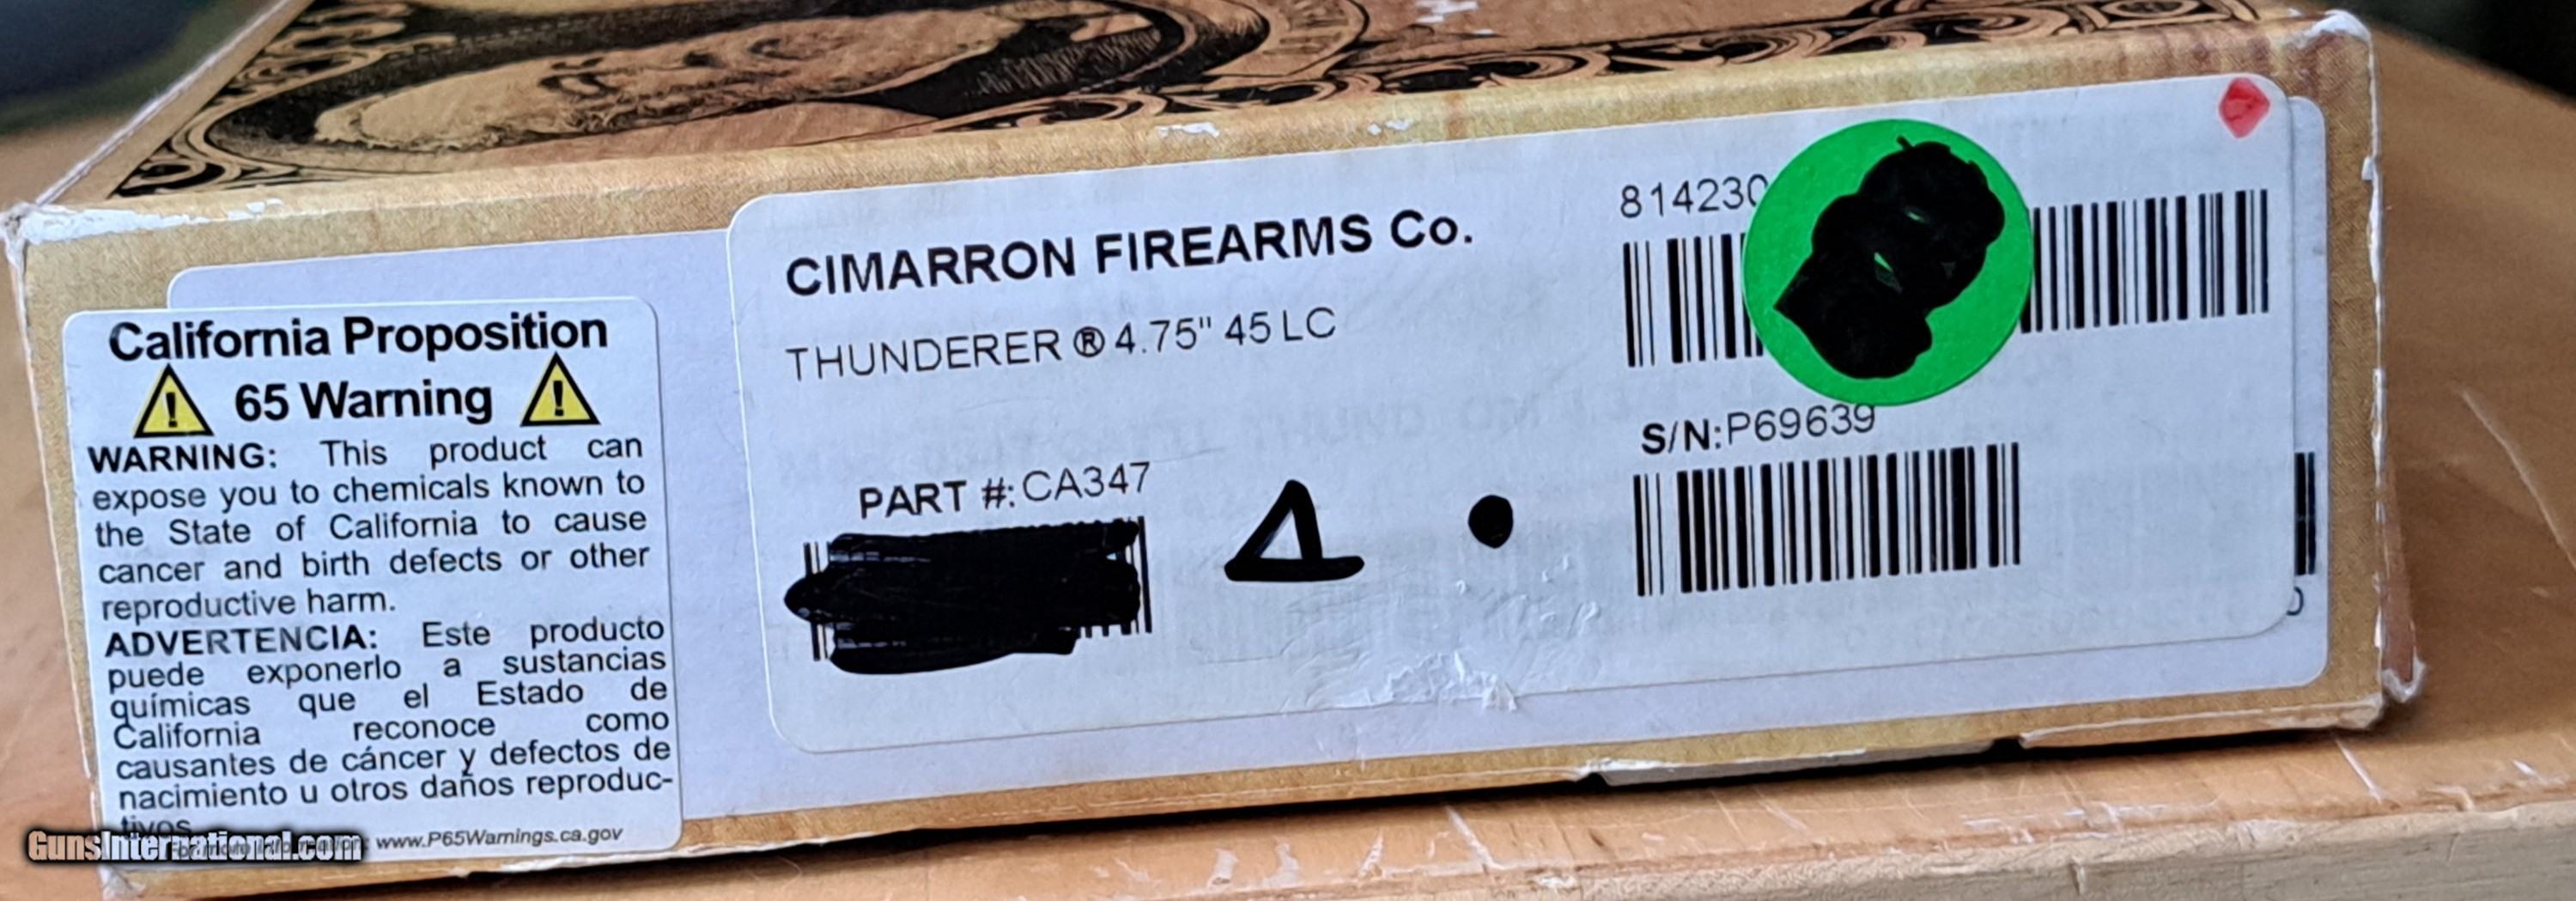 California Proposition
65 Warning
WARNING: This product can
expose you to chemicals known to
the State of California to cause
cancer and birth defects or other
reproductive harm.
ADVERTENCIA: Este producto
puede exponerlo a sustancias
químicas que el Estado de
California reconoce como
causantes de cáncer y defectos de
nacimiento u otros daños reproduc-
tivos.
www.P65Warnings.ca.gov
CIMARRON FIREARMS Co.
THUNDERER ® 4.75" 45 LC
PART #:CA347
814230
S/N:P69639
GunsInternational.com